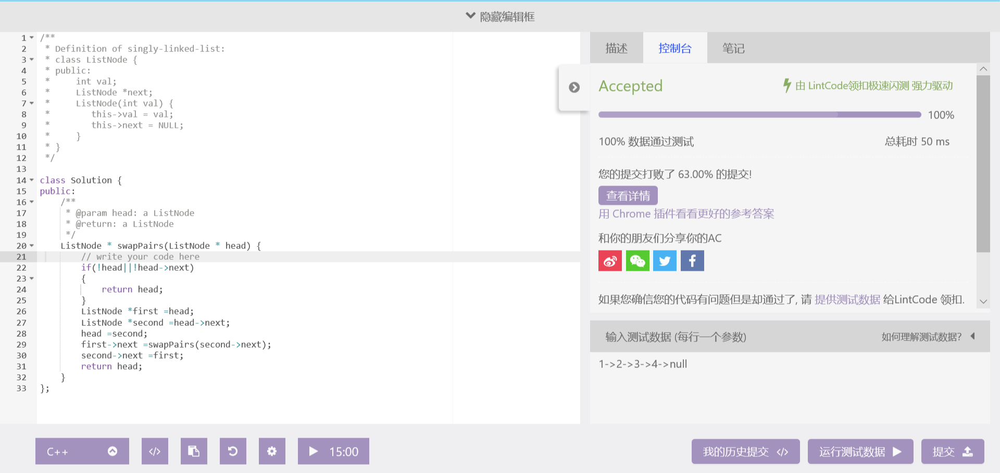 隐藏编辑框
1 /**
2  * Definition of singly-linked-list:
3  * class ListNode {
4  * public:
5  *     int val;
6  *     ListNode *next;
7  *     ListNode(int val) {
8  *        this->val = val;
9  *        this->next = NULL;
10  *     }
11  * }
12  */
13
14 class Solution {
15 public:
16     /**
17      * @param head: a ListNode
18      * @return: a ListNode
19      */
20     ListNode * swapPairs(ListNode * head) {
21         // write your code here
22         if(!head||!head->next)
23         {
24             return head;
25         }
26         ListNode *first =head;
27         ListNode *second =head->next;
28         head =second;
29         first->next =swapPairs(second->next);
30         second->next =first;
31         return head;
32     }
33 };
C++
</>
15:00
描述 控制台 笔记
Accepted 由 LintCode领扣极速闪测 强力驱动
100%
100% 数据通过测试 总耗时 50 ms
您的提交打败了 63.00% 的提交!
查看详情
用 Chrome 插件看看更好的参考答案
和你的朋友们分享你的AC
如果您确信您的代码有问题但是却通过了, 请 提供测试数据 给LintCode 领扣.
输入测试数据 (每行一个参数) 如何理解测试数据?
1->2->3->4->null
我的历史提交 </> 运行测试数据 提交